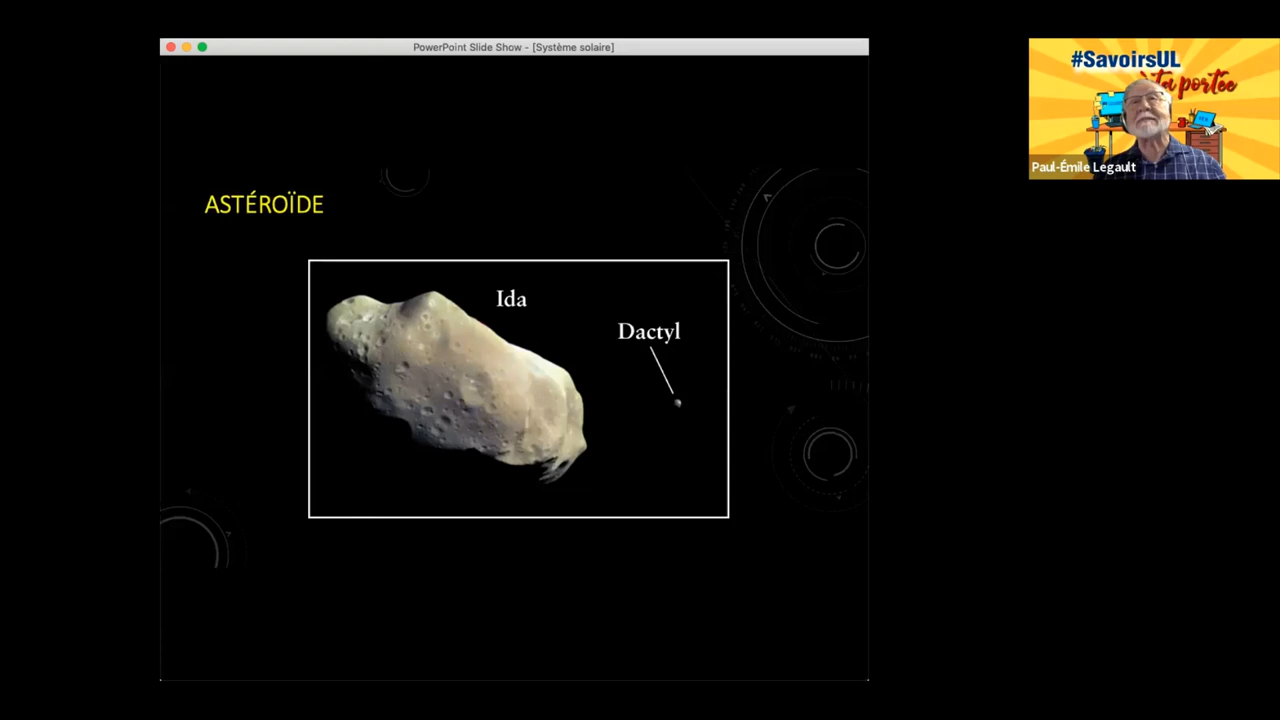 PowerPoint Slide Show - [Système solaire]
ASTÉROÏDE
Ida
Dactyl
#SavoirsUL
à ta portée
Paul-Émile Legault